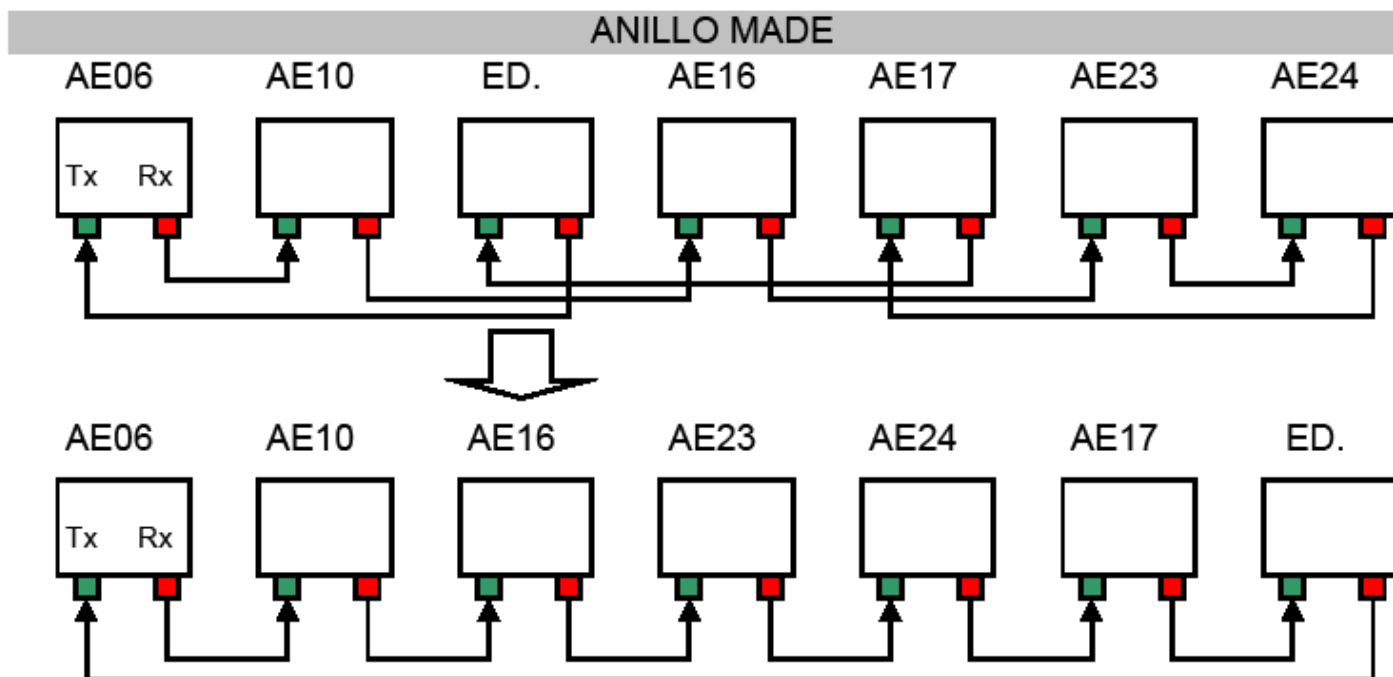 ANILLO MADE
AE06 AE10 ED. AE16 AE17 AE23 AE24
Tx Rx
AE06 AE10 AE16 AE23 AE24 AE17 ED.
Tx Rx